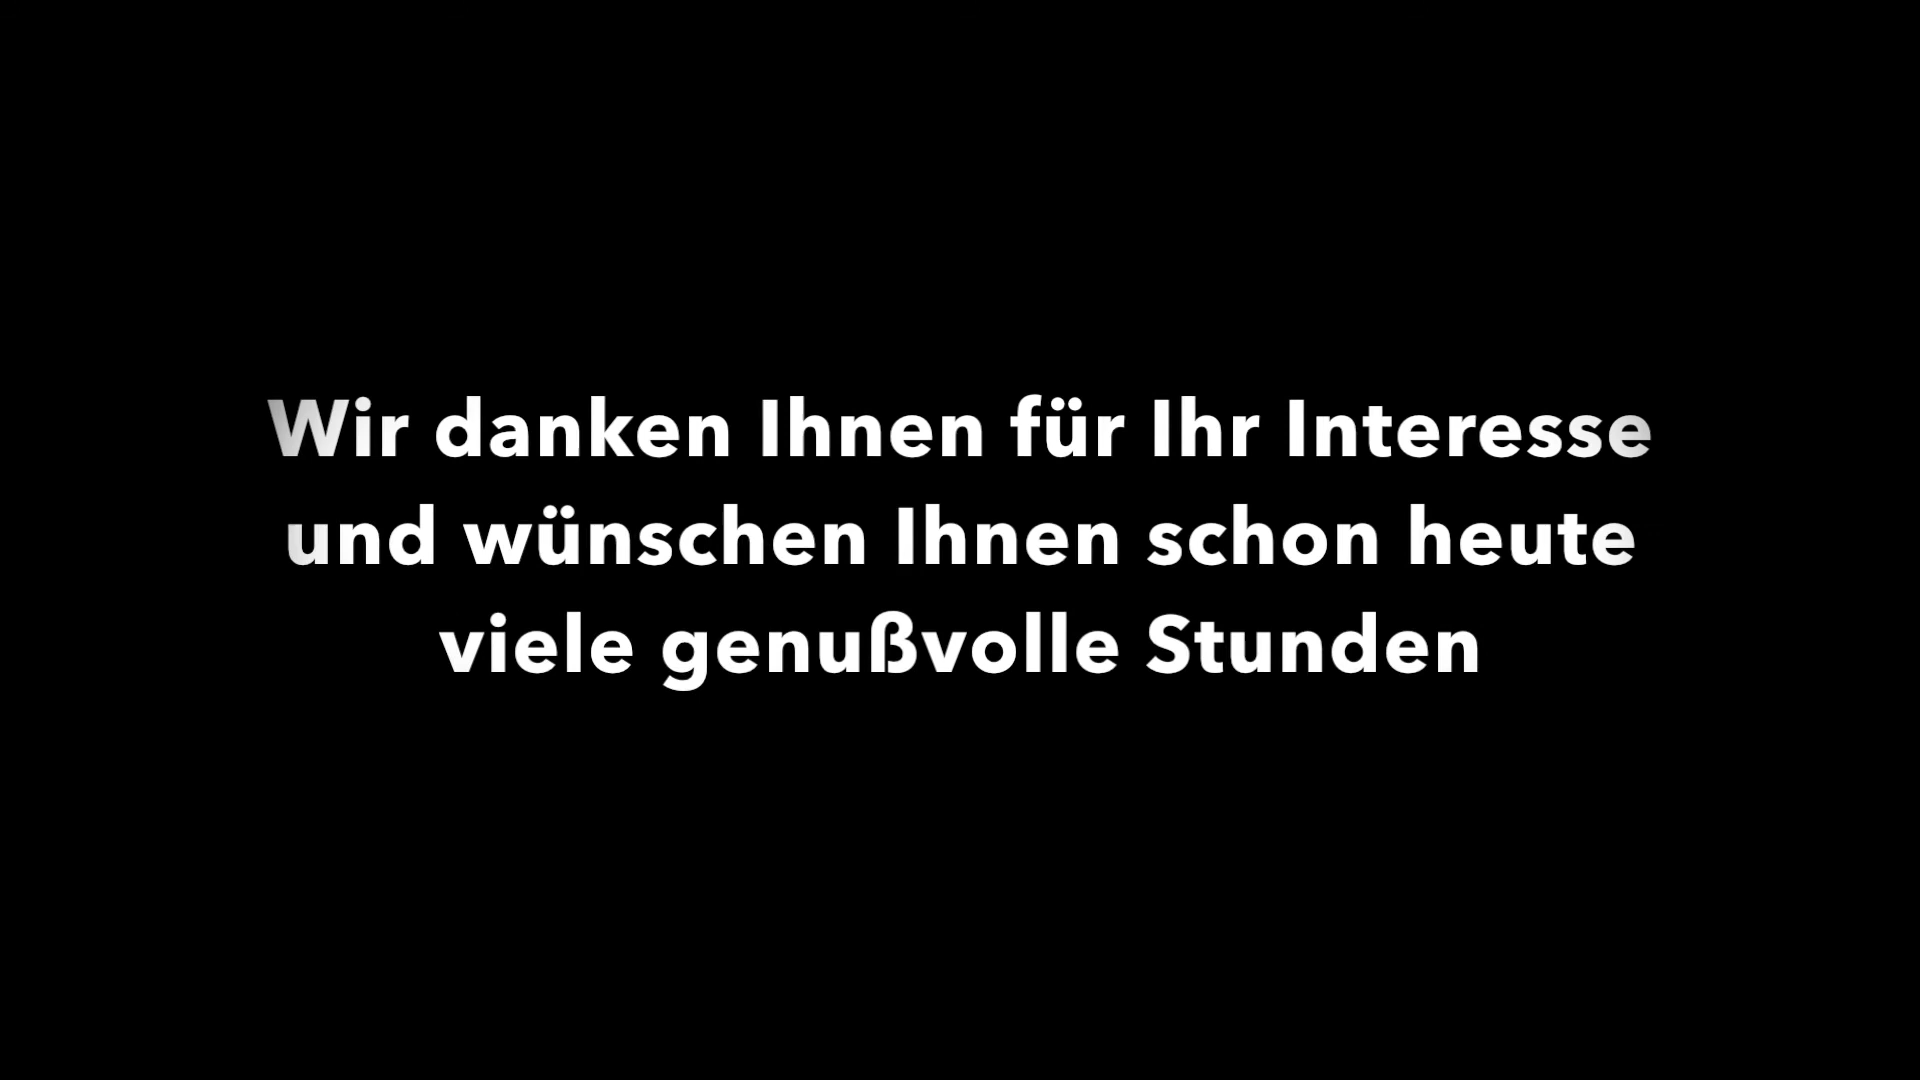 Wir danken Ihnen für Ihr Interesse
und wünschen Ihnen schon heute
viele genußvolle Stunden